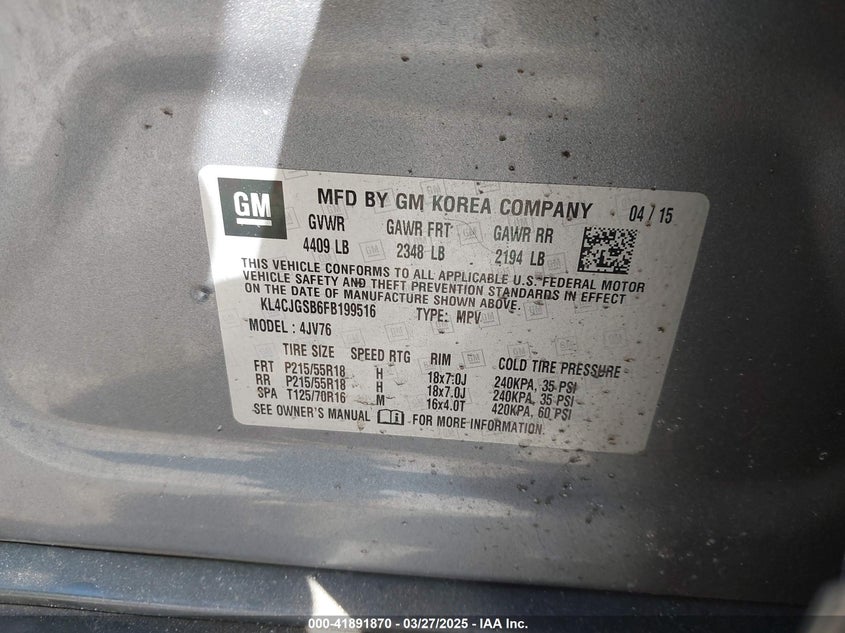 GM MFD BY GM KOREA COMPANY 04/15
GVWR GAWR FRT GAWR RR
4409 LB 2348 LB 2194 LB
THIS VEHICLE CONFORMS TO ALL APPLICABLE U.S. FEDERAL MOTOR
VEHICLE SAFETY AND THEFT PREVENTION STANDARDS IN EFFECT
ON THE DATE OF MANUFACTURE SHOWN ABOVE.
KL4CJGSB6FB199516 TYPE: MPV
MODEL : 4JV76
TIRE SIZE SPEED RTG RIM COLD TIRE PRESSURE
FRT P215/55R18 H 18x7.0J 240KPA, 35 PSI
RR P215/55R18 H 18x7.0J 240KPA, 35 PSI
SPA T125/70R16 M 16x4.0T 420KPA, 60 PSI
SEE OWNER'S MANUAL FOR MORE INFORMATION.
000-41891870 - 03/27/2025 - IAA Inc.